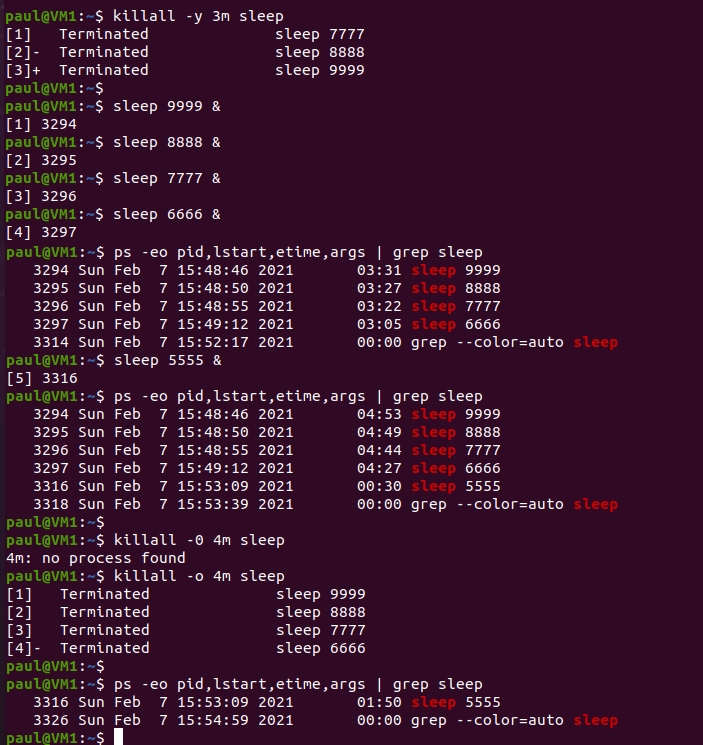 paul@VM1:~$ killall -y 3m sleep
[1]   Terminated              sleep 7777
[2]-  Terminated              sleep 8888
[3]+  Terminated              sleep 9999
paul@VM1:~$
paul@VM1:~$ sleep 9999 &
[1] 3294
paul@VM1:~$ sleep 8888 &
[2] 3295
paul@VM1:~$ sleep 7777 &
[3] 3296
paul@VM1:~$ sleep 6666 &
[4] 3297
paul@VM1:~$ ps -eo pid,lstart,etime,args | grep sleep
   3294 Sun Feb  7 15:48:46 2021       03:31 sleep 9999
   3295 Sun Feb  7 15:48:50 2021       03:27 sleep 8888
   3296 Sun Feb  7 15:48:55 2021       03:22 sleep 7777
   3297 Sun Feb  7 15:49:12 2021       03:05 sleep 6666
   3314 Sun Feb  7 15:52:17 2021       00:00 grep --color=auto sleep
paul@VM1:~$ sleep 5555 &
[5] 3316
paul@VM1:~$ ps -eo pid,lstart,etime,args | grep sleep
   3294 Sun Feb  7 15:48:46 2021       04:53 sleep 9999
   3295 Sun Feb  7 15:48:50 2021       04:49 sleep 8888
   3296 Sun Feb  7 15:48:55 2021       04:44 sleep 7777
   3297 Sun Feb  7 15:49:12 2021       04:27 sleep 6666
   3316 Sun Feb  7 15:53:09 2021       00:30 sleep 5555
   3318 Sun Feb  7 15:53:39 2021       00:00 grep --color=auto sleep
paul@VM1:~$
paul@VM1:~$ killall -0 4m sleep
4m: no process found
paul@VM1:~$ killall -o 4m sleep
[1]   Terminated              sleep 9999
[2]   Terminated              sleep 8888
[3]   Terminated              sleep 7777
[4]-  Terminated              sleep 6666
paul@VM1:~$
paul@VM1:~$ ps -eo pid,lstart,etime,args | grep sleep
   3316 Sun Feb  7 15:53:09 2021       01:50 sleep 5555
   3326 Sun Feb  7 15:54:59 2021       00:00 grep --color=auto sleep
paul@VM1:~$